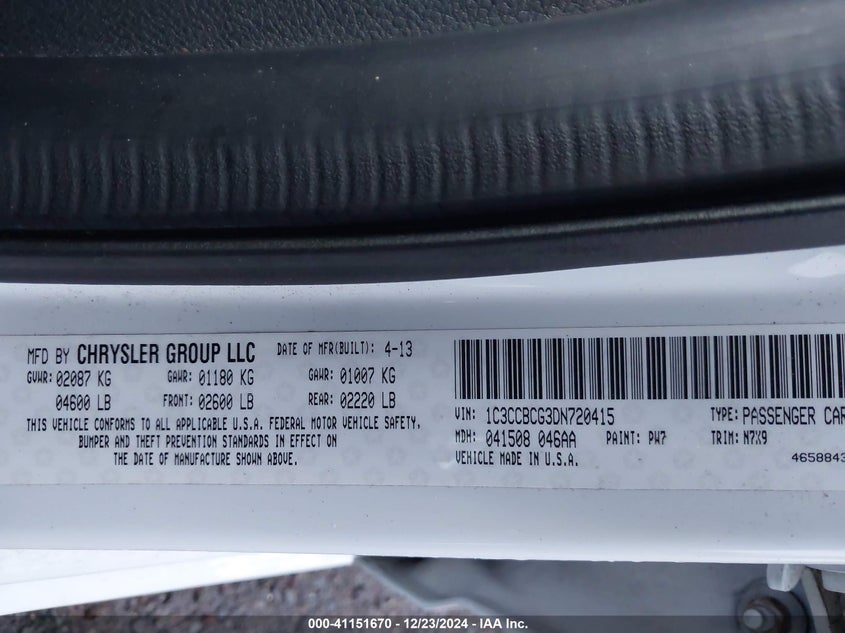 MFD BY CHRYSLER GROUP LLC DATE OF MFR(BUILT): 4-13
GVWR: 02087 KG GAWR: 01180 KG GAWR: 01007 KG
04600 LB FRONT: 02600 LB REAR: 02220 LB
THIS VEHICLE CONFORMS TO ALL APPLICABLE U.S.A. FEDERAL MOTOR VEHICLE SAFETY,
BUMPER AND THEFT PREVENTION STANDARDS IN EFFECT ON
THE DATE OF MANUFACTURE SHOWN ABOVE.
VIN: 1C3CCBCG3DN720415 TYPE: PASSENGER CAR
MDH: 041508 046AA PAINT: PW7 TRIM: N7X9
VEHICLE MADE IN U.S.A. 4658843
000-41151670 - 12/23/2024 - IAA Inc.